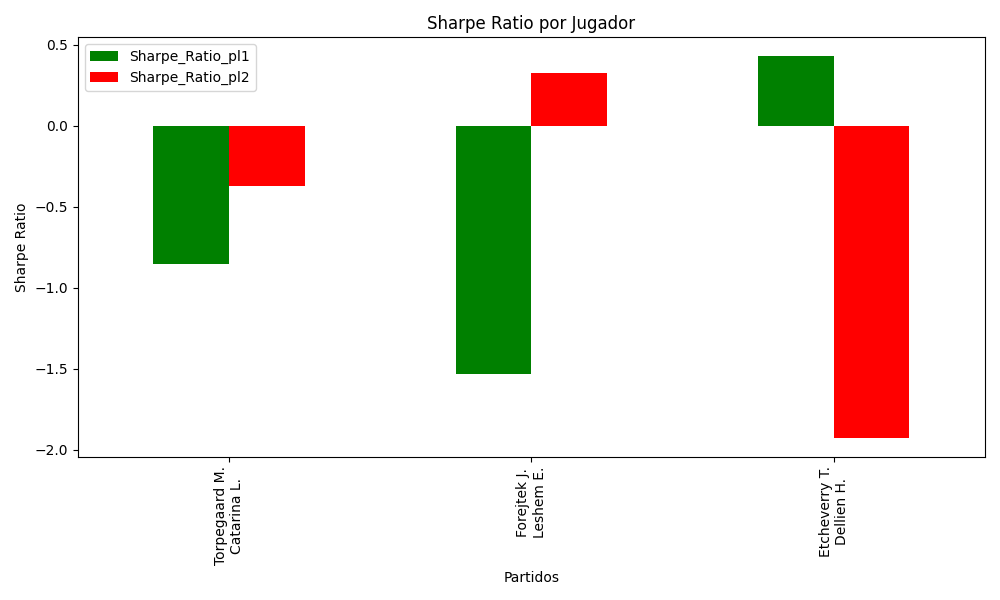 Sharpe Ratio por Jugador
Sharpe_Ratio_pl1
Sharpe_Ratio_pl2
Sharpe Ratio
0.5
0.0
−0.5
−1.0
−1.5
−2.0
Torpegaard M.
Catarina L.
Forejtek J.
Leshem E.
Etcheverry T.
Dellien H.
Partidos